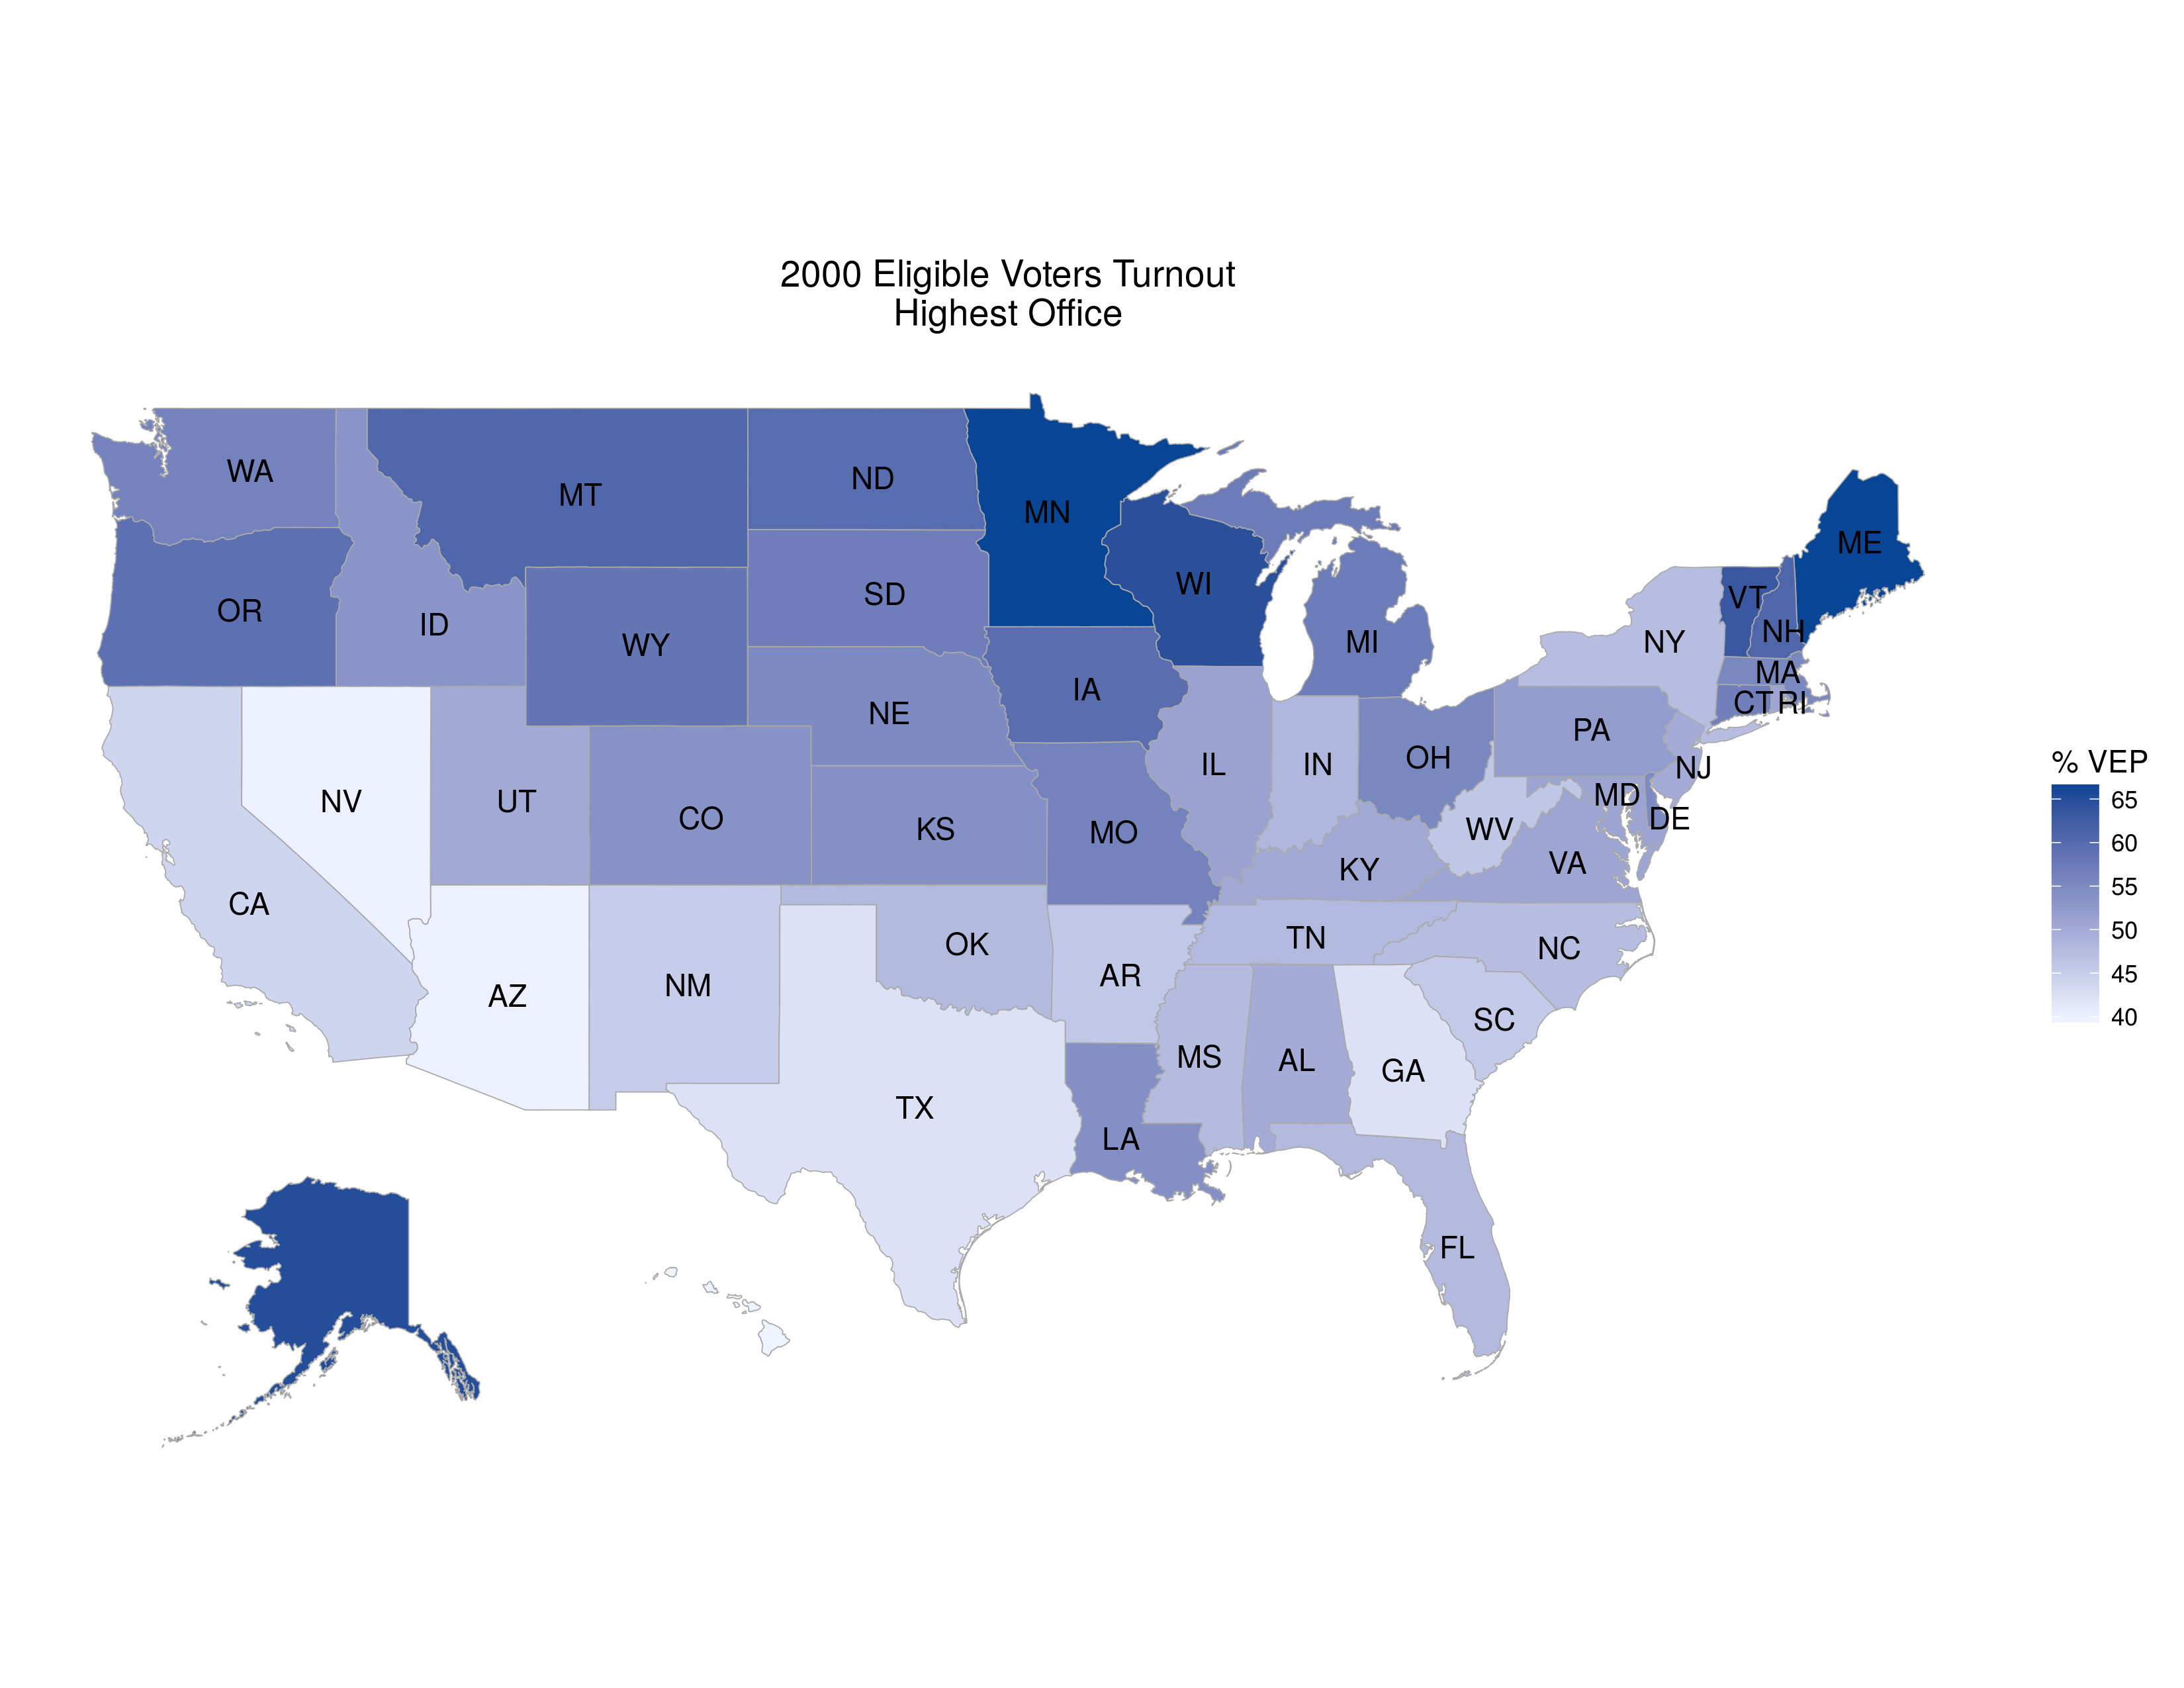 2000 Eligible Voters Turnout
Highest Office
WA
MT
ND
MN
ME
OR
ID
WY
SD
WI
MI
VT
NH
NY
MA
IA
NE
CT RI
PA
NV
UT
CO
KS
MO
IL
IN
OH
NJ
MD
DE
WV
VA
KY
CA
AZ
NM
OK
AR
TN
NC
SC
TX
MS
AL
GA
LA
FL
% VEP
65
60
55
50
45
40